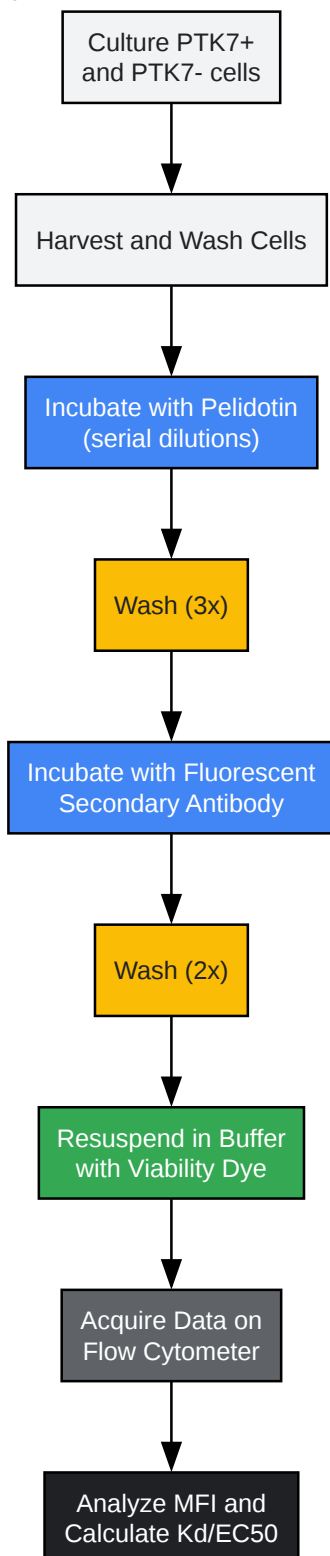 Culture PTK7+
and PTK7- cells
Harvest and Wash Cells
Incubate with Pelidotin
(serial dilutions)
Wash (3x)
Incubate with Fluorescent
Secondary Antibody
Wash (2x)
Resuspend in Buffer
with Viability Dye
Acquire Data on
Flow Cytometer
Analyze MFI and
Calculate Kd/EC50